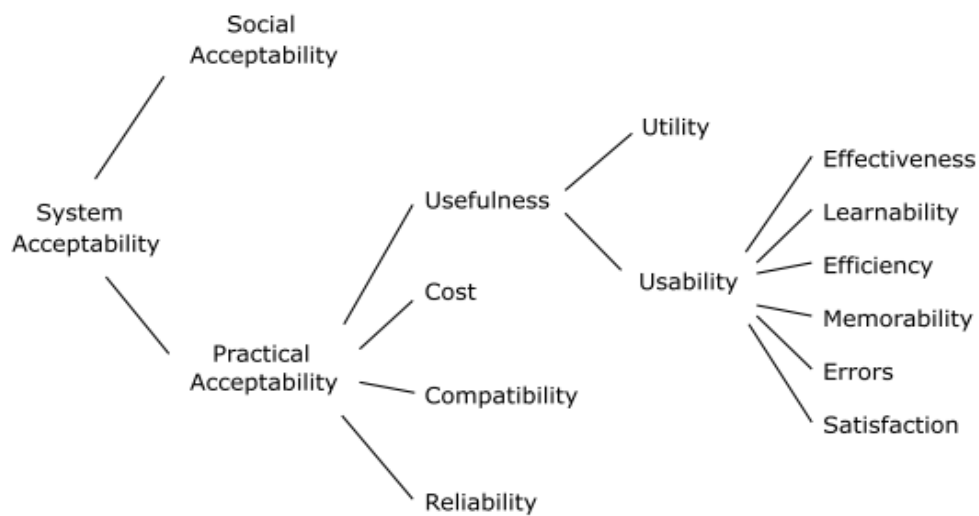 Social
Acceptability
System
Acceptability
Practical
Acceptability
Usefulness
Cost
Compatibility
Reliability
Utility
Usability
Effectiveness
Learnability
Efficiency
Memorability
Errors
Satisfaction